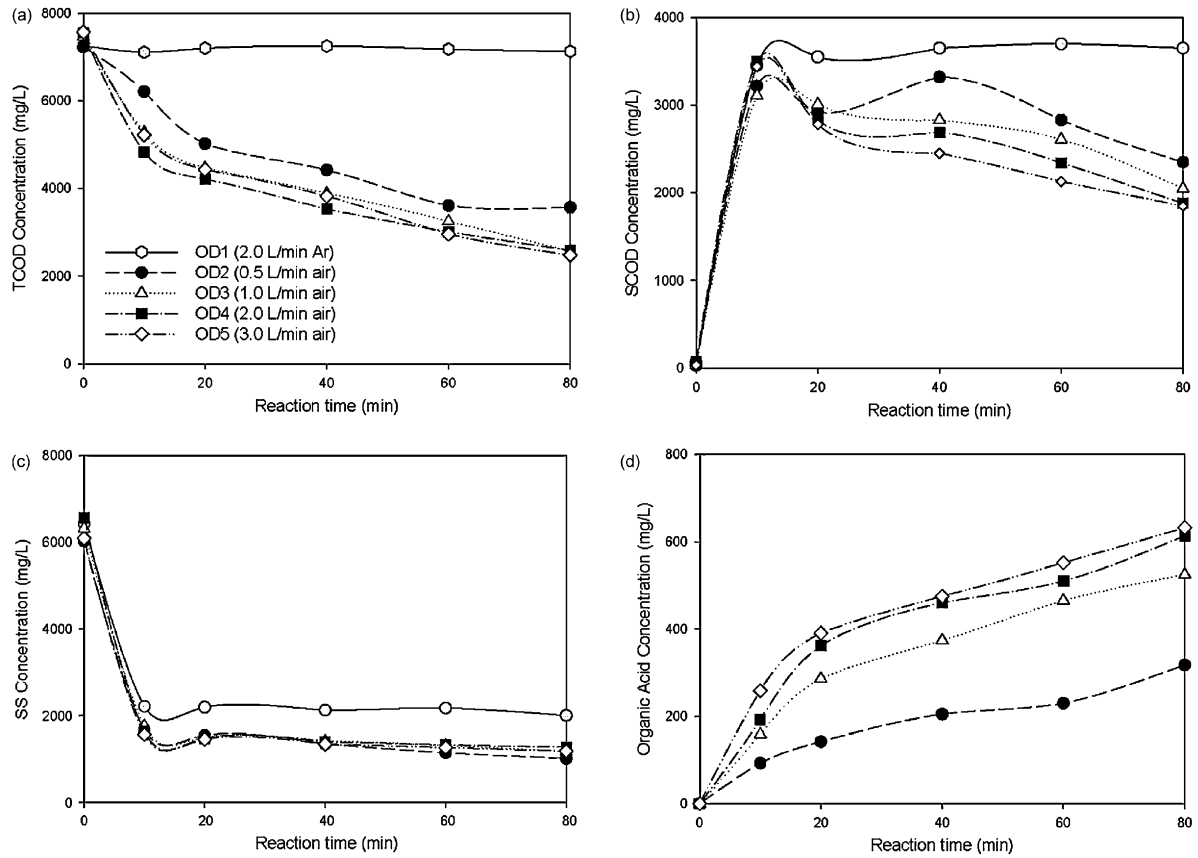 (a)
8000
6000
4000
2000
0
TCOD Concentration (mg/L)
OD1 (2.0 L/min Ar)
OD2 (0.5 L/min air)
OD3 (1.0 L/min air)
OD4 (2.0 L/min air)
OD5 (3.0 L/min air)
0 20 40 60 80
Reaction time (min)
(b)
4000
3000
2000
1000
0
SCOD Concentration (mg/L)
0 20 40 60 80
Reaction time (min)
(c)
8000
6000
4000
2000
0
SS Concentration (mg/L)
0 20 40 60 80
Reaction time (min)
(d)
800
600
400
200
0
Organic Acid Concentration (mg/L)
0 20 40 60 80
Reaction time (min)